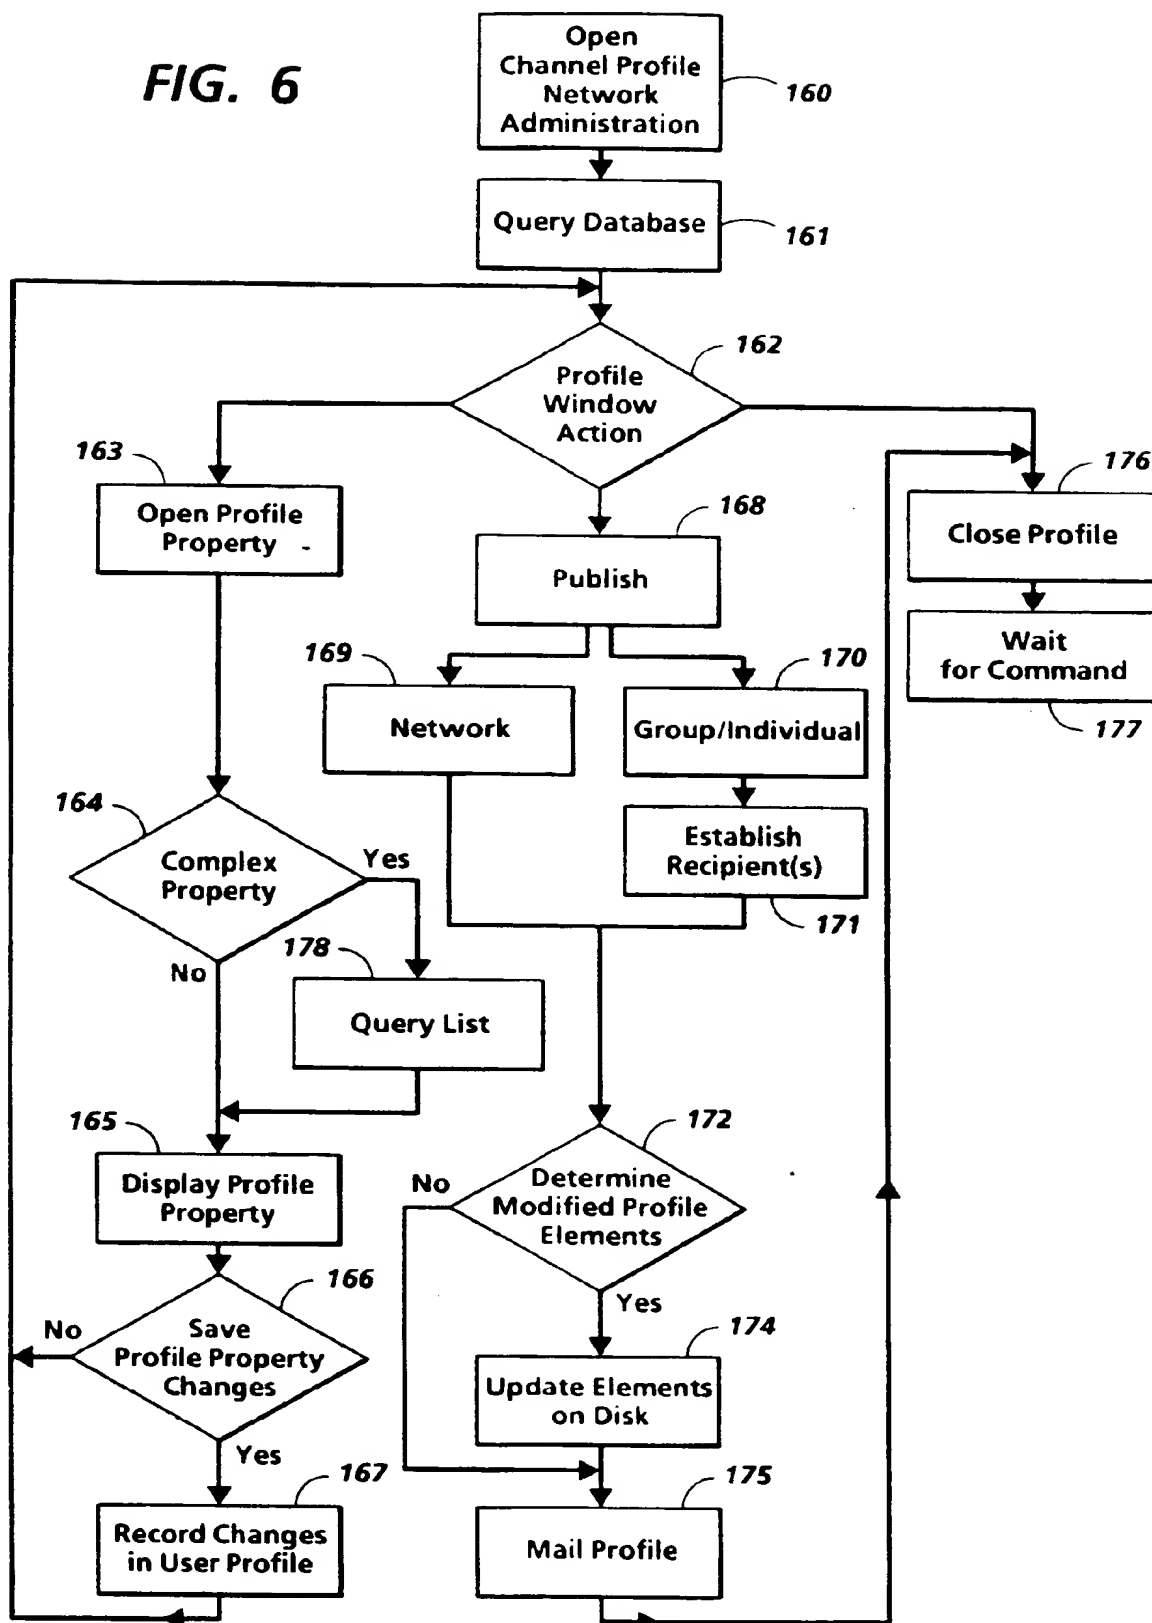 FIG. 6
Open
Channel Profile
Network
Administration
160
Query Database
161
162
Profile
Window
Action
163
Open Profile
Property
168
Publish
176
Close Profile
Wait
for Command
177
169
Network
170
Group/Individual
Establish
Recipient(s)
171
164
Complex
Property
Yes
No
178
Query List
165
Display Profile
Property
172
Determine
Modified Profile
Elements
No
Yes
166
Save
Profile Property
Changes
No
Yes
174
Update Elements
on Disk
167
Record Changes
in User Profile
175
Mail Profile